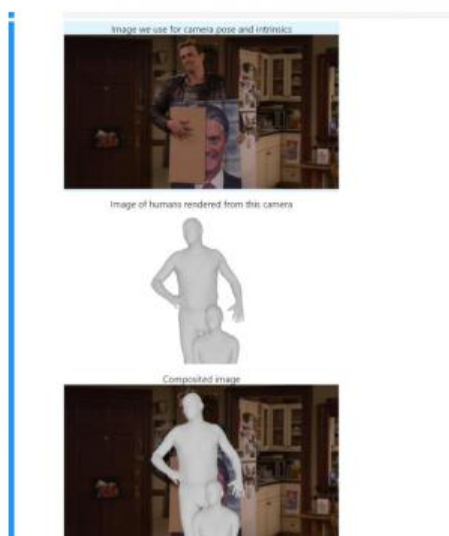 Image we use for camera pose and intrinsics
Image of humans rendered from this camera
Composited image